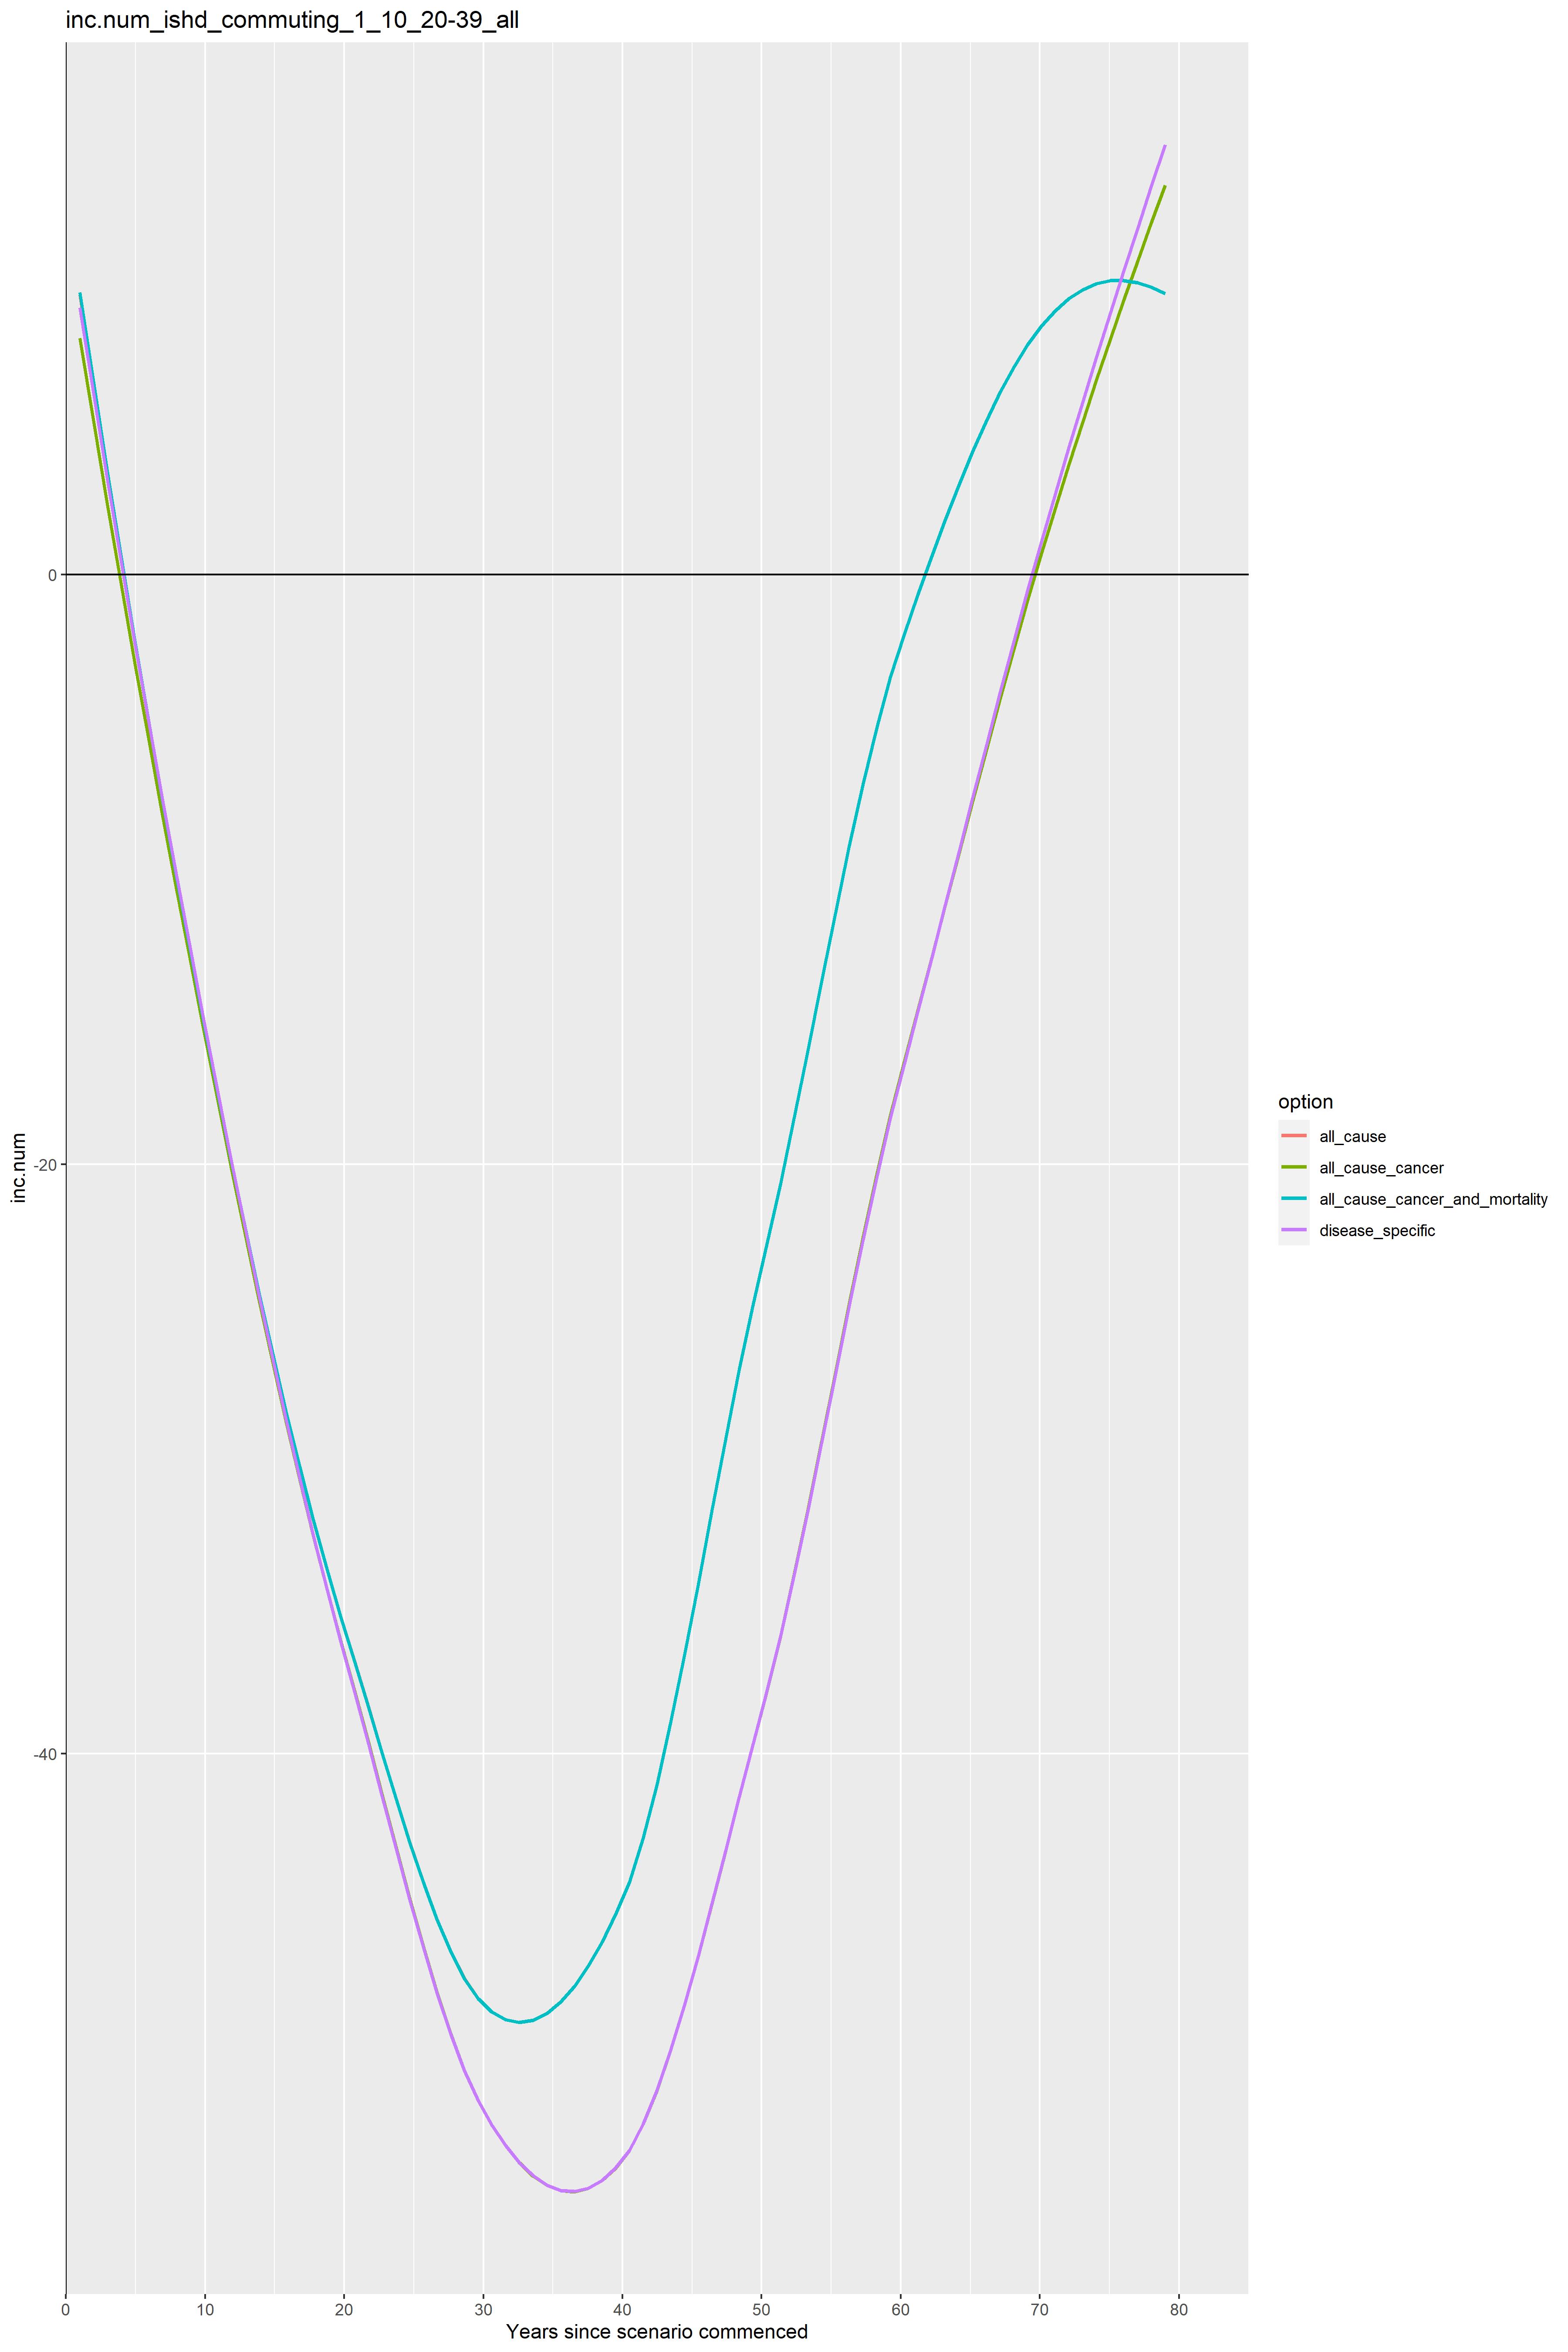 inc.num_ishd_commuting_1_10_20-39_all
inc.num
0
-20
-40
0 10 20 30 40 50 60 70 80
Years since scenario commenced
option
all_cause
all_cause_cancer
all_cause_cancer_and_mortality
disease_specific